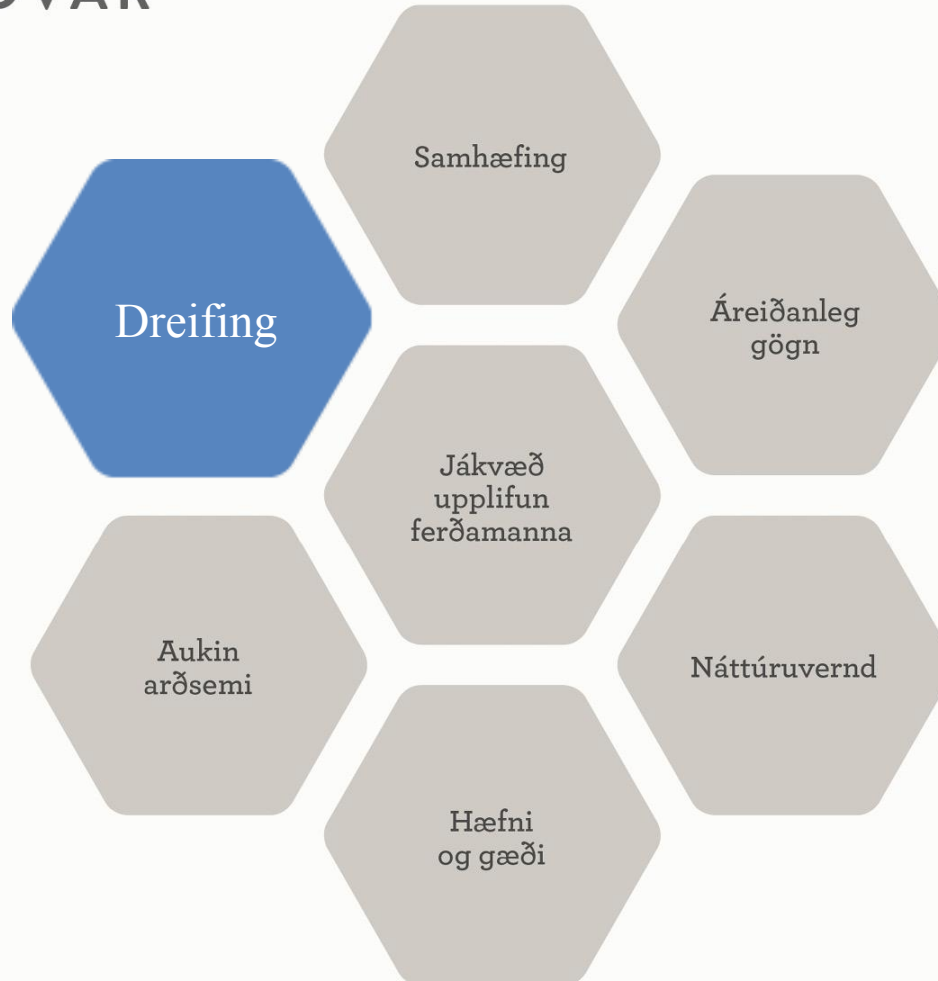 Samhæfing
Dreifing
Áreiðanleg
gögn
Jákvæð
upplifun
ferðamanna
Aukin
arðsemi
Náttúruvernd
Hæfni
og gæði